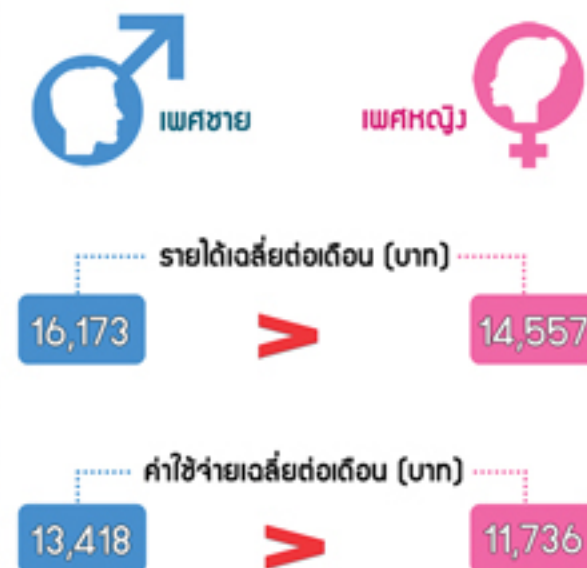 เพศชาย เพศหญิง
รายได้เฉลี่ยต่อเดือน (บาท)
16,173 > 14,557
ค่าใช้จ่ายเฉลี่ยต่อเดือน (บาท)
13,418 > 11,736